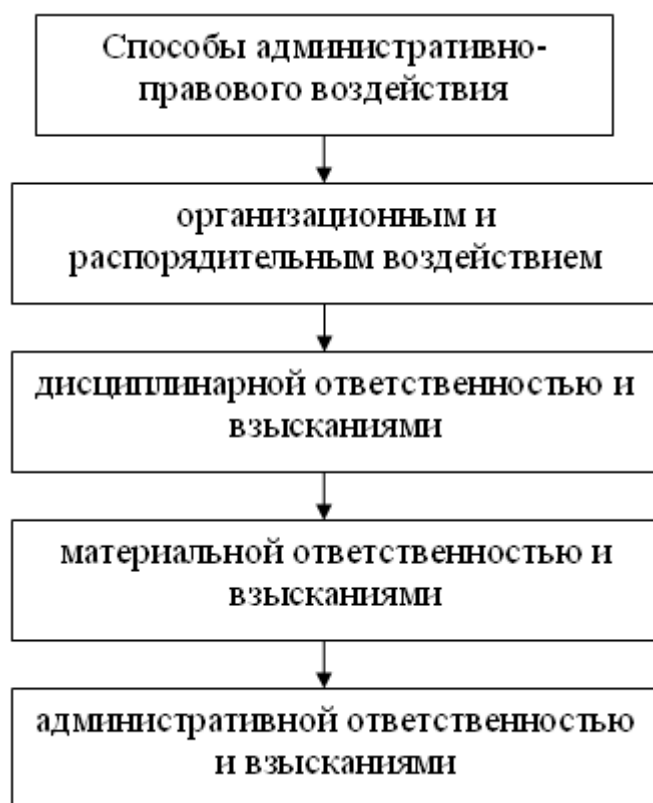 Способы административно-
правового воздействия
организационным и
распорядительным воздействием
дисциплинарной ответственностью и
взысканиями
материальной ответственностью и
взысканиями
административной ответственностью
и взысканиями